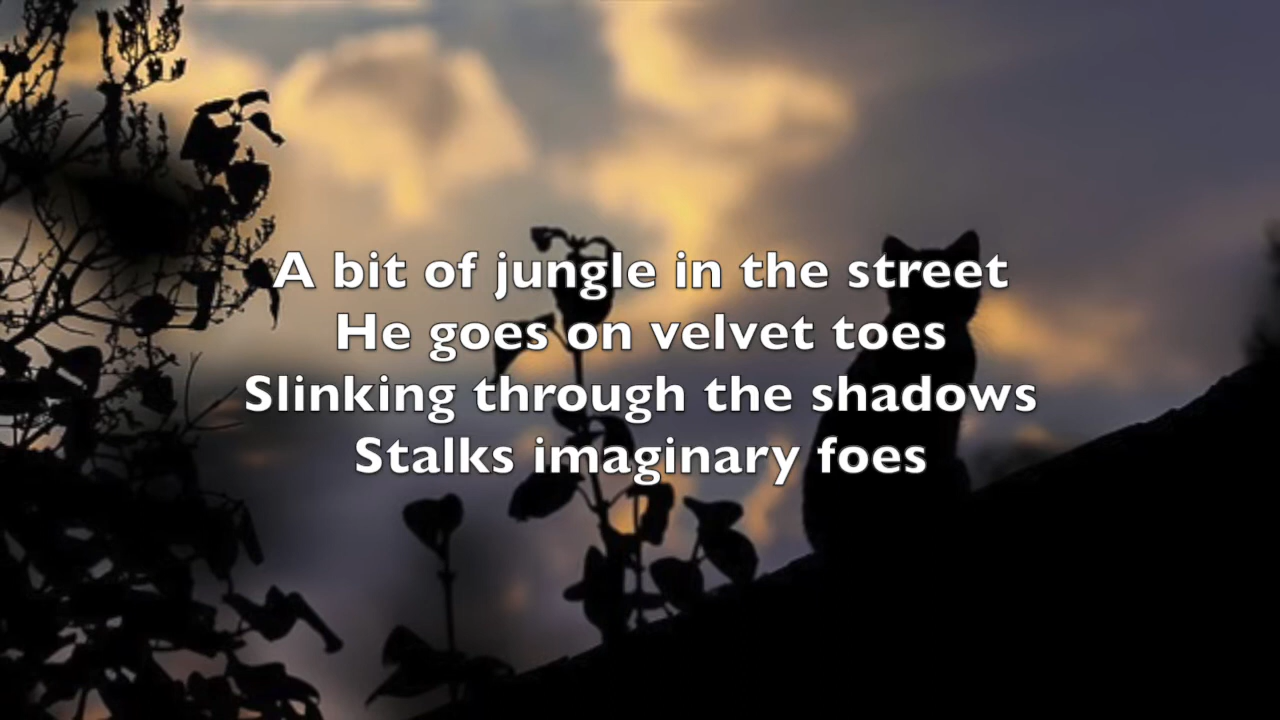 A bit of jungle in the street
He goes on velvet toes
Slinking through the shadows
Stalks imaginary foes